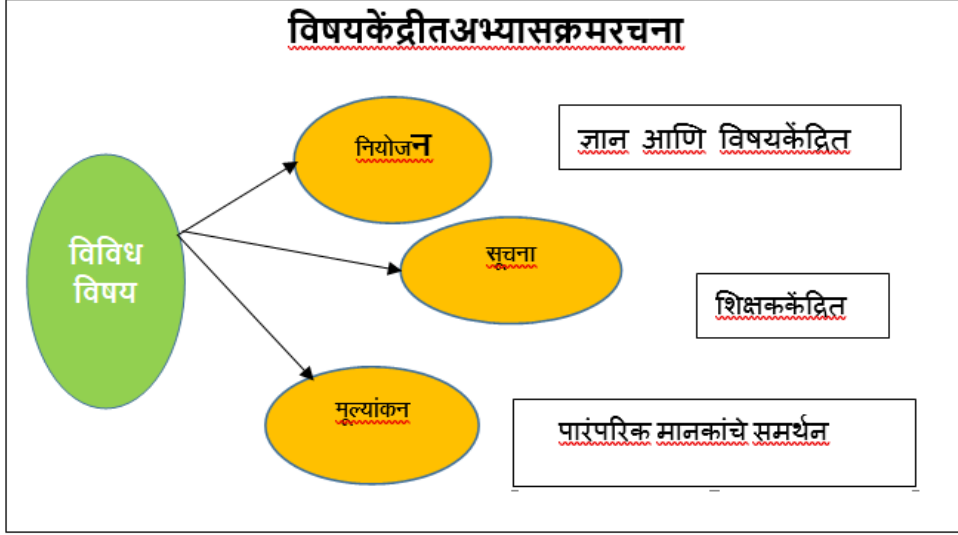 विषयकेंद्रीतअभ्यासक्रमरचना
नियोजन
ज्ञान आणि विषयकेंद्रित
विविध
विषय
सूचना
शिक्षककेंद्रित
मूल्यांकन
पारंपरिक मानकांचे समर्थन